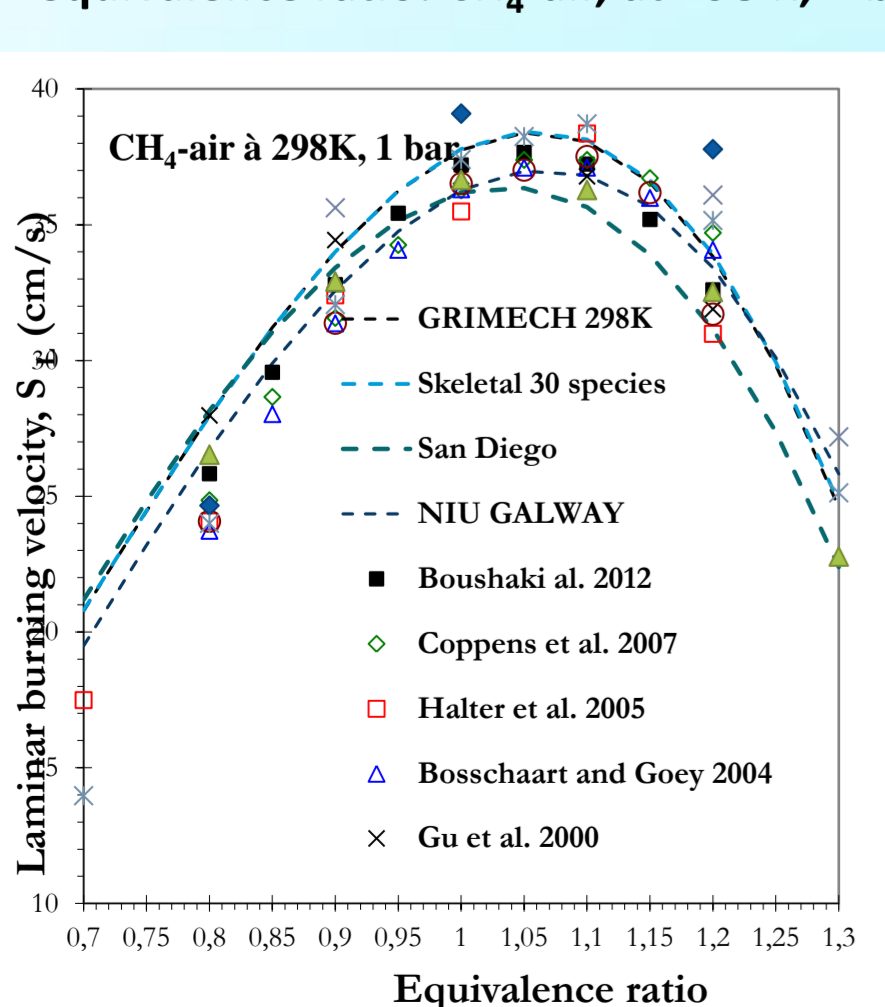 CH₄-air à 298K, 1 bar
Laminar burning velocity, S (cm/s)
40
35
30
25
20
15
10
GRIMECH 298K
Skeletal 30 species
San Diego
NIU GALWAY
Boushaki al. 2012
Coppens et al. 2007
Halter et al. 2005
Bosschaart and Goey 2004
Gu et al. 2000
0,7 0,75 0,8 0,85 0,9 0,95 1 1,05 1,1 1,15 1,2 1,25 1,3
Equivalence ratio